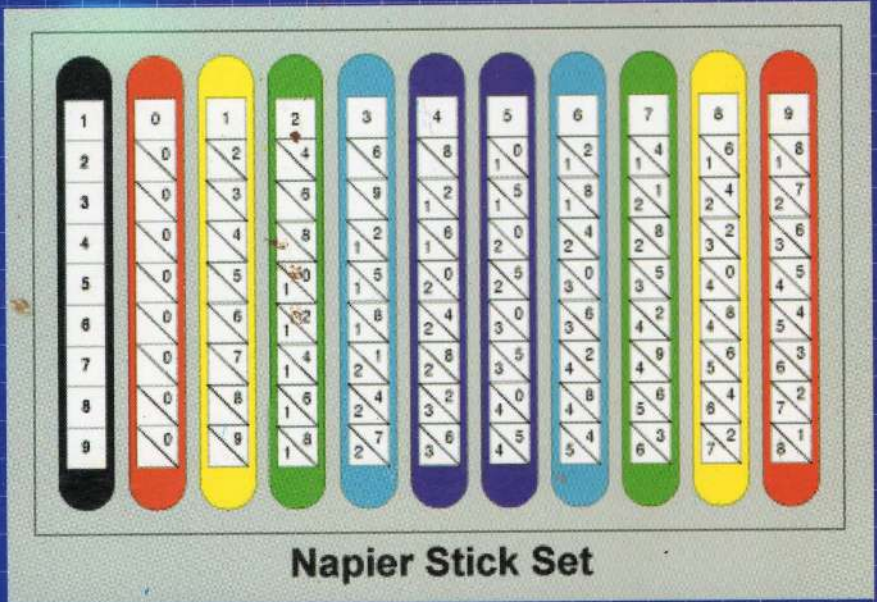 1 0 1 2 3 4 5 6 7 8 9
2 0 2 4 6 8 1 0 1 2 1 4 1 6 1 8
3 0 3 6 9 1 2 1 5 1 8 2 1 2 4 2 7
4 0 4 8 1 2 1 6 2 0 2 4 2 8 3 2 3 6
5 0 5 1 0 1 5 2 0 2 5 3 0 3 5 4 0 4 5
6 0 6 1 2 1 8 2 4 3 0 3 6 4 2 4 8 5 4
7 0 7 1 4 2 1 2 8 3 5 4 2 4 9 5 6 6 3
8 0 8 1 6 2 4 3 2 4 0 4 8 5 6 6 4 7 2
9 0 9 1 8 2 7 3 6 4 5 5 4 6 3 7 2 8 1
Napier Stick Set